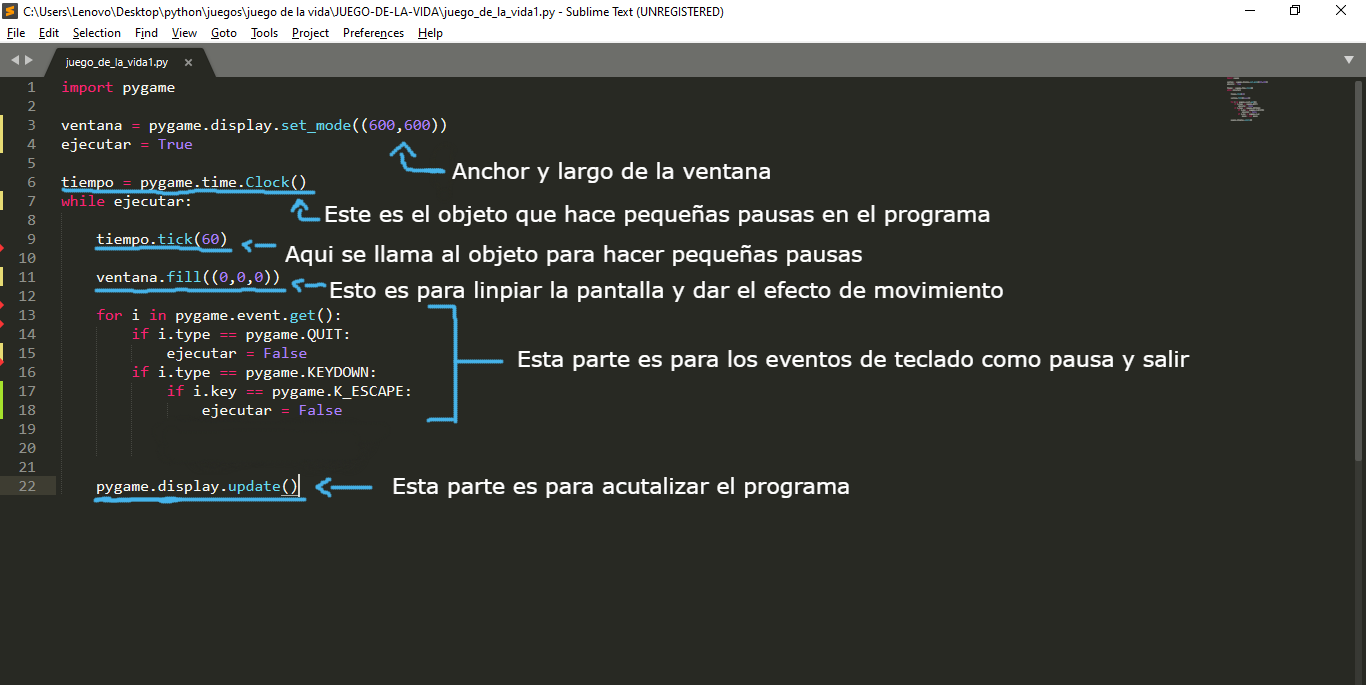 C:\Users\Lenovo\Desktop\python\juegos\juego de la vida\JUEGO-DE-LA-VIDA\juego_de_la_vida1.py - Sublime Text (UNREGISTERED)
File Edit Selection Find View Goto Tools Project Preferences Help
juego_de_la_vida1.py
1 import pygame
2
3 ventana = pygame.display.set_mode((600,600))
4 ejecutar = True
Anchor y largo de la ventana
5
6 tiempo = pygame.time.Clock()
7 while ejecutar:
Este es el objeto que hace pequeñas pausas en el programa
8
9 tiempo.tick(60)
Aqui se llama al objeto para hacer pequeñas pausas
10
11 ventana.fill((0,0,0))
Esto es para linpiar la pantalla y dar el efecto de movimiento
12
13 for i in pygame.event.get():
14 if i.type == pygame.QUIT:
15 ejecutar = False
Esta parte es para los eventos de teclado como pausa y salir
16 if i.type == pygame.KEYDOWN:
17 if i.key == pygame.K_ESCAPE:
18 ejecutar = False
19
20
21
22 pygame.display.update()
Esta parte es para acutalizar el programa